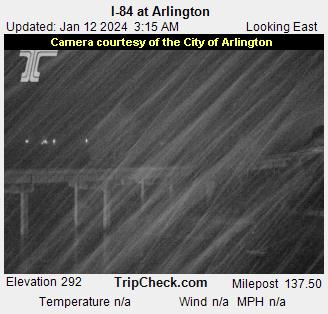 I-84 at Arlington
Updated: Jan 12 2024 3:15 AM Looking East
Camera courtesy of the City of Arlington
Elevation 292 TripCheck.com Milepost 137.50
Temperature n/a Wind n/a MPH n/a